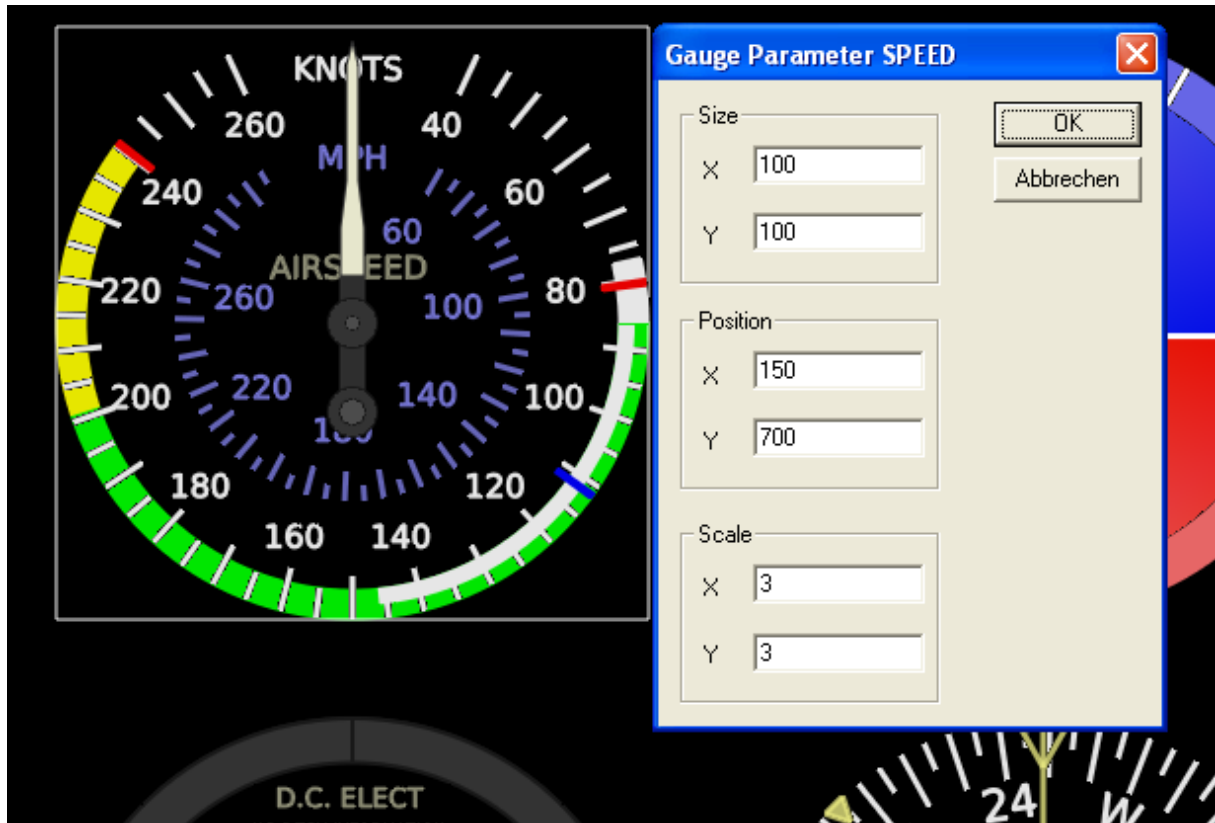 KNOTS
260
40
MPH
240
60
60
AIRSPEED
220
260
100
80
200
220
140
100
180
180
120
160
140
D.C. ELECT
24
W
Gauge Parameter SPEED
Size
X 100
Y 100
OK
Abbrechen
Position
X 150
Y 700
Scale
X 3
Y 3